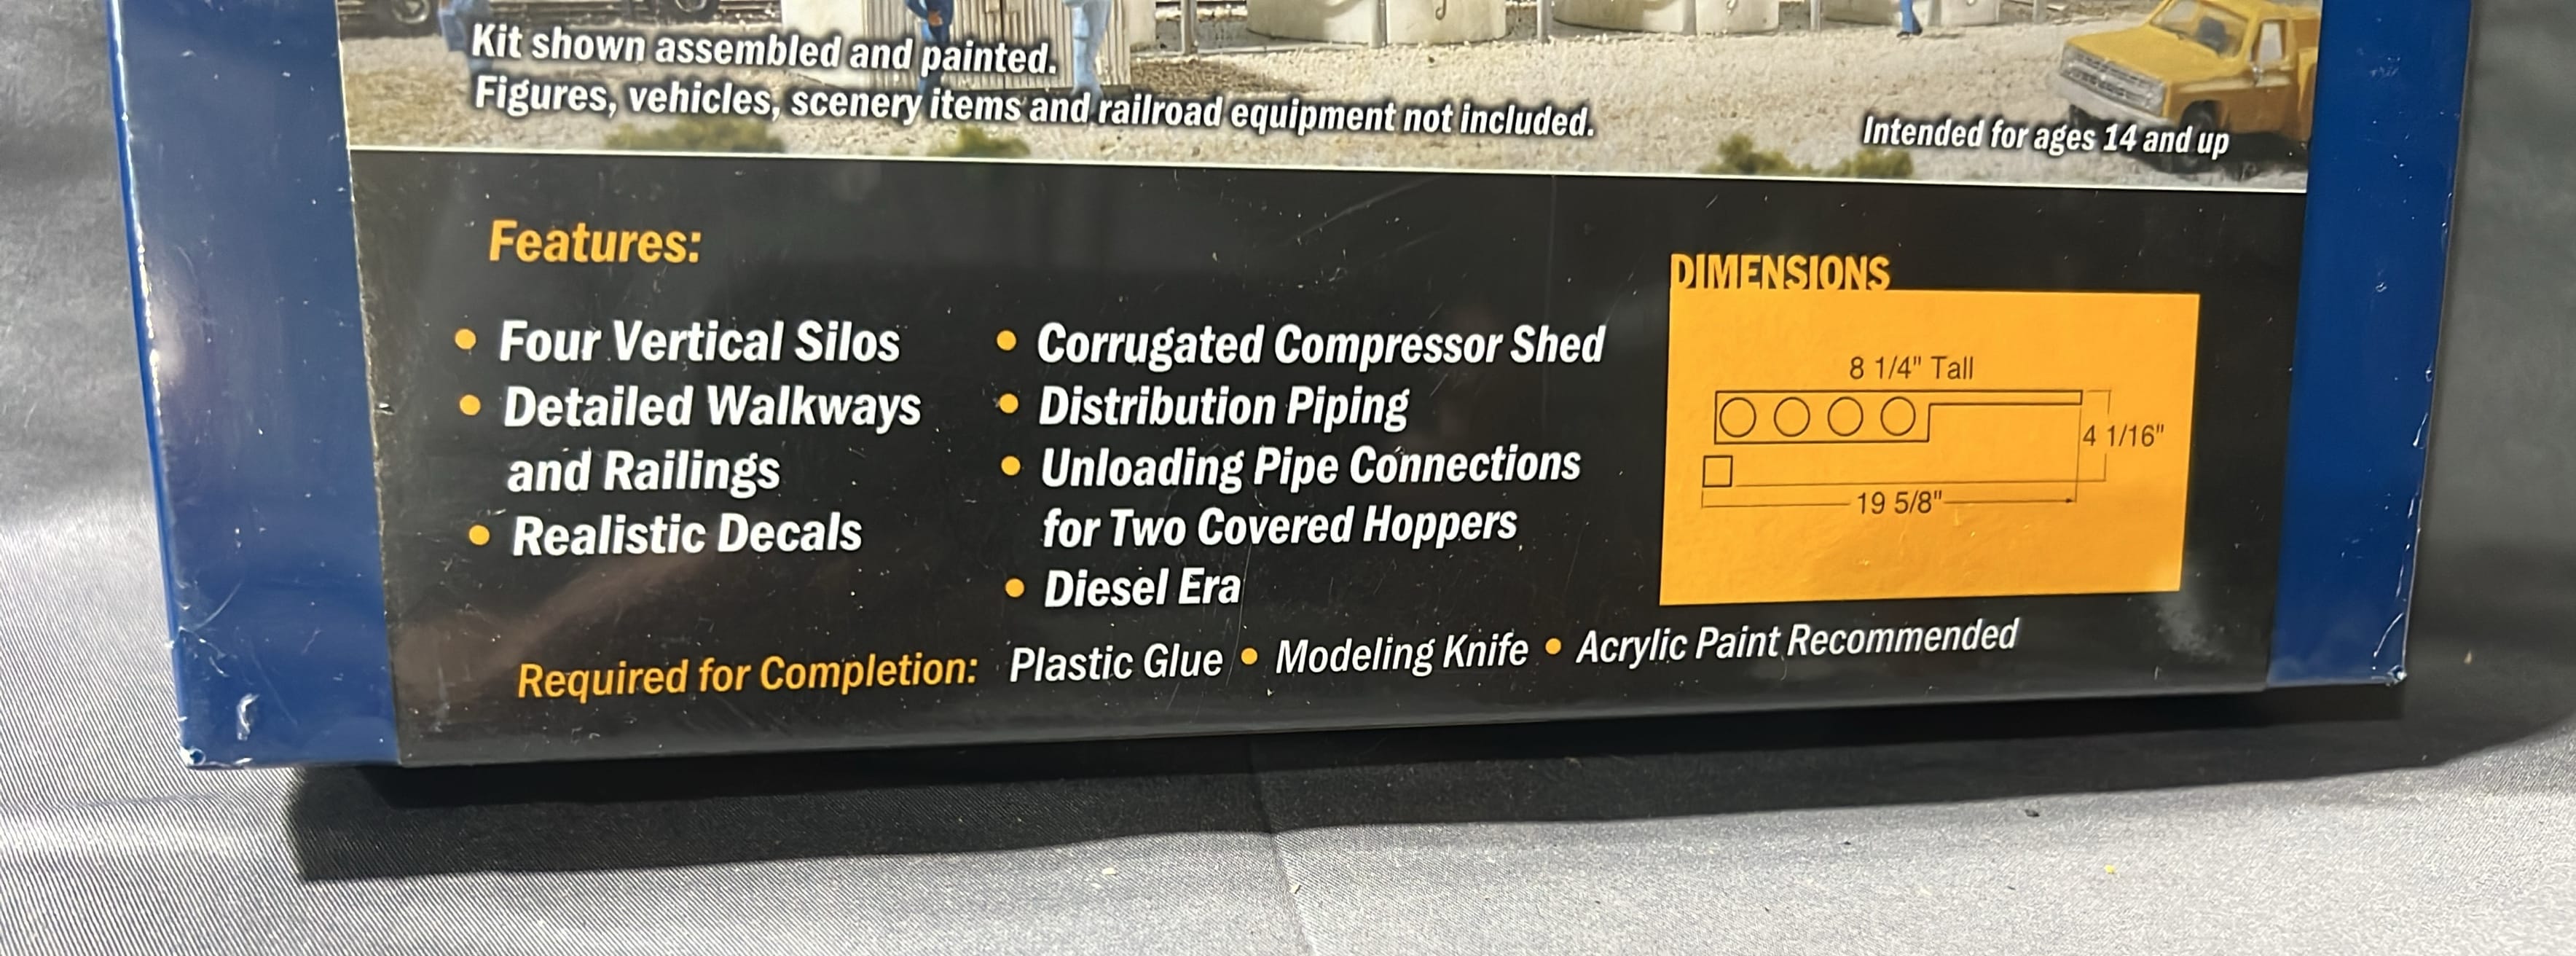 Kit shown assembled and painted.
Figures, vehicles, scenery items and railroad equipment not included.
Intended for ages 14 and up
Features:
• Four Vertical Silos
• Detailed Walkways
and Railings
• Realistic Decals
• Corrugated Compressor Shed
• Distribution Piping
• Unloading Pipe Connections
for Two Covered Hoppers
• Diesel Era
DIMENSIONS
8 1/4" Tall
4 1/16"
19 5/8"
Required for Completion: Plastic Glue • Modeling Knife • Acrylic Paint Recommended